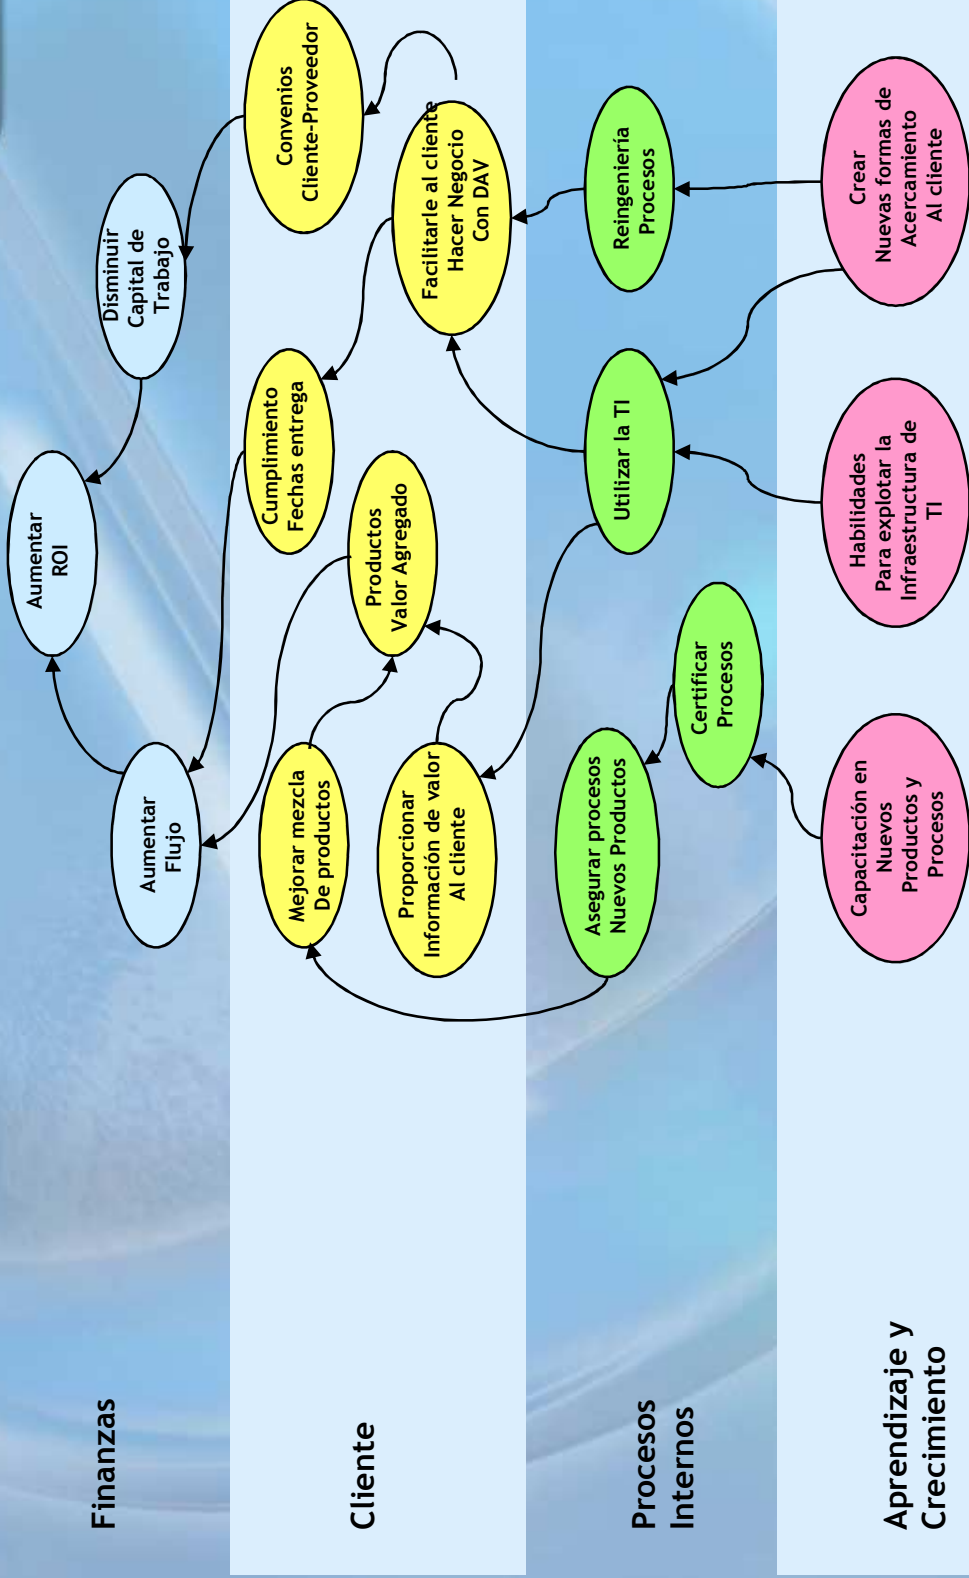 Finanzas
Aumentar
ROI
Aumentar
Flujo
Disminuir
Capital de
Trabajo
Cliente
Mejorar mezcla
De productos
Cumplimiento
Fechas entrega
Convenios
Cliente-Proveedor
Proporcionar
Información de valor
Al cliente
Productos
Valor Agregado
Facilitarle al cliente
Hacer Negocio
Con DAV
Procesos
Internos
Asegurar procesos
Nuevos Productos
Certificar
Procesos
Utilizar la TI
Reingeniería
Procesos
Aprendizaje y
Crecimiento
Capacitación en
Nuevos
Productos y
Procesos
Habilidades
Para explotar la
Infraestructura de
TI
Crear
Nuevas formas de
Acercamiento
Al cliente